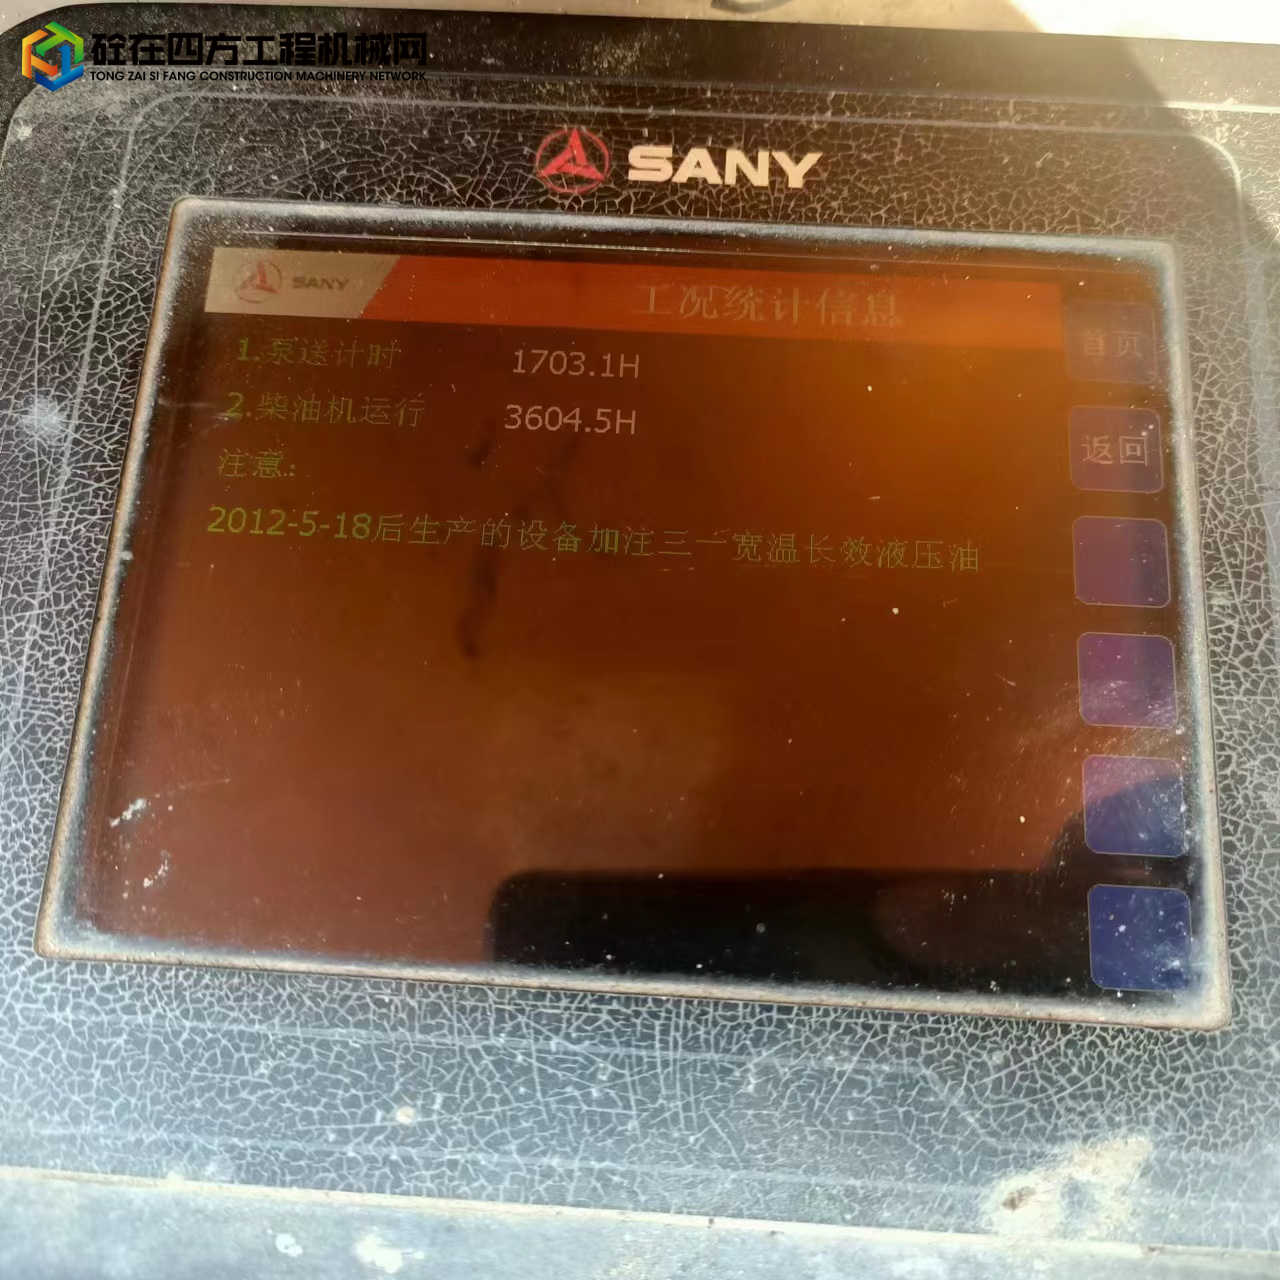 砼在四方工程机械网
TONG ZAI SI FANG CONSTRUCTION MACHINERY NETWORK
SANY
SANY
工况统计信息
首页
1.泵送计时 1703.1H
2.柴油机运行 3604.5H
返回
注意:
2012-5-18后生产的设备加注三一宽温长效液压油